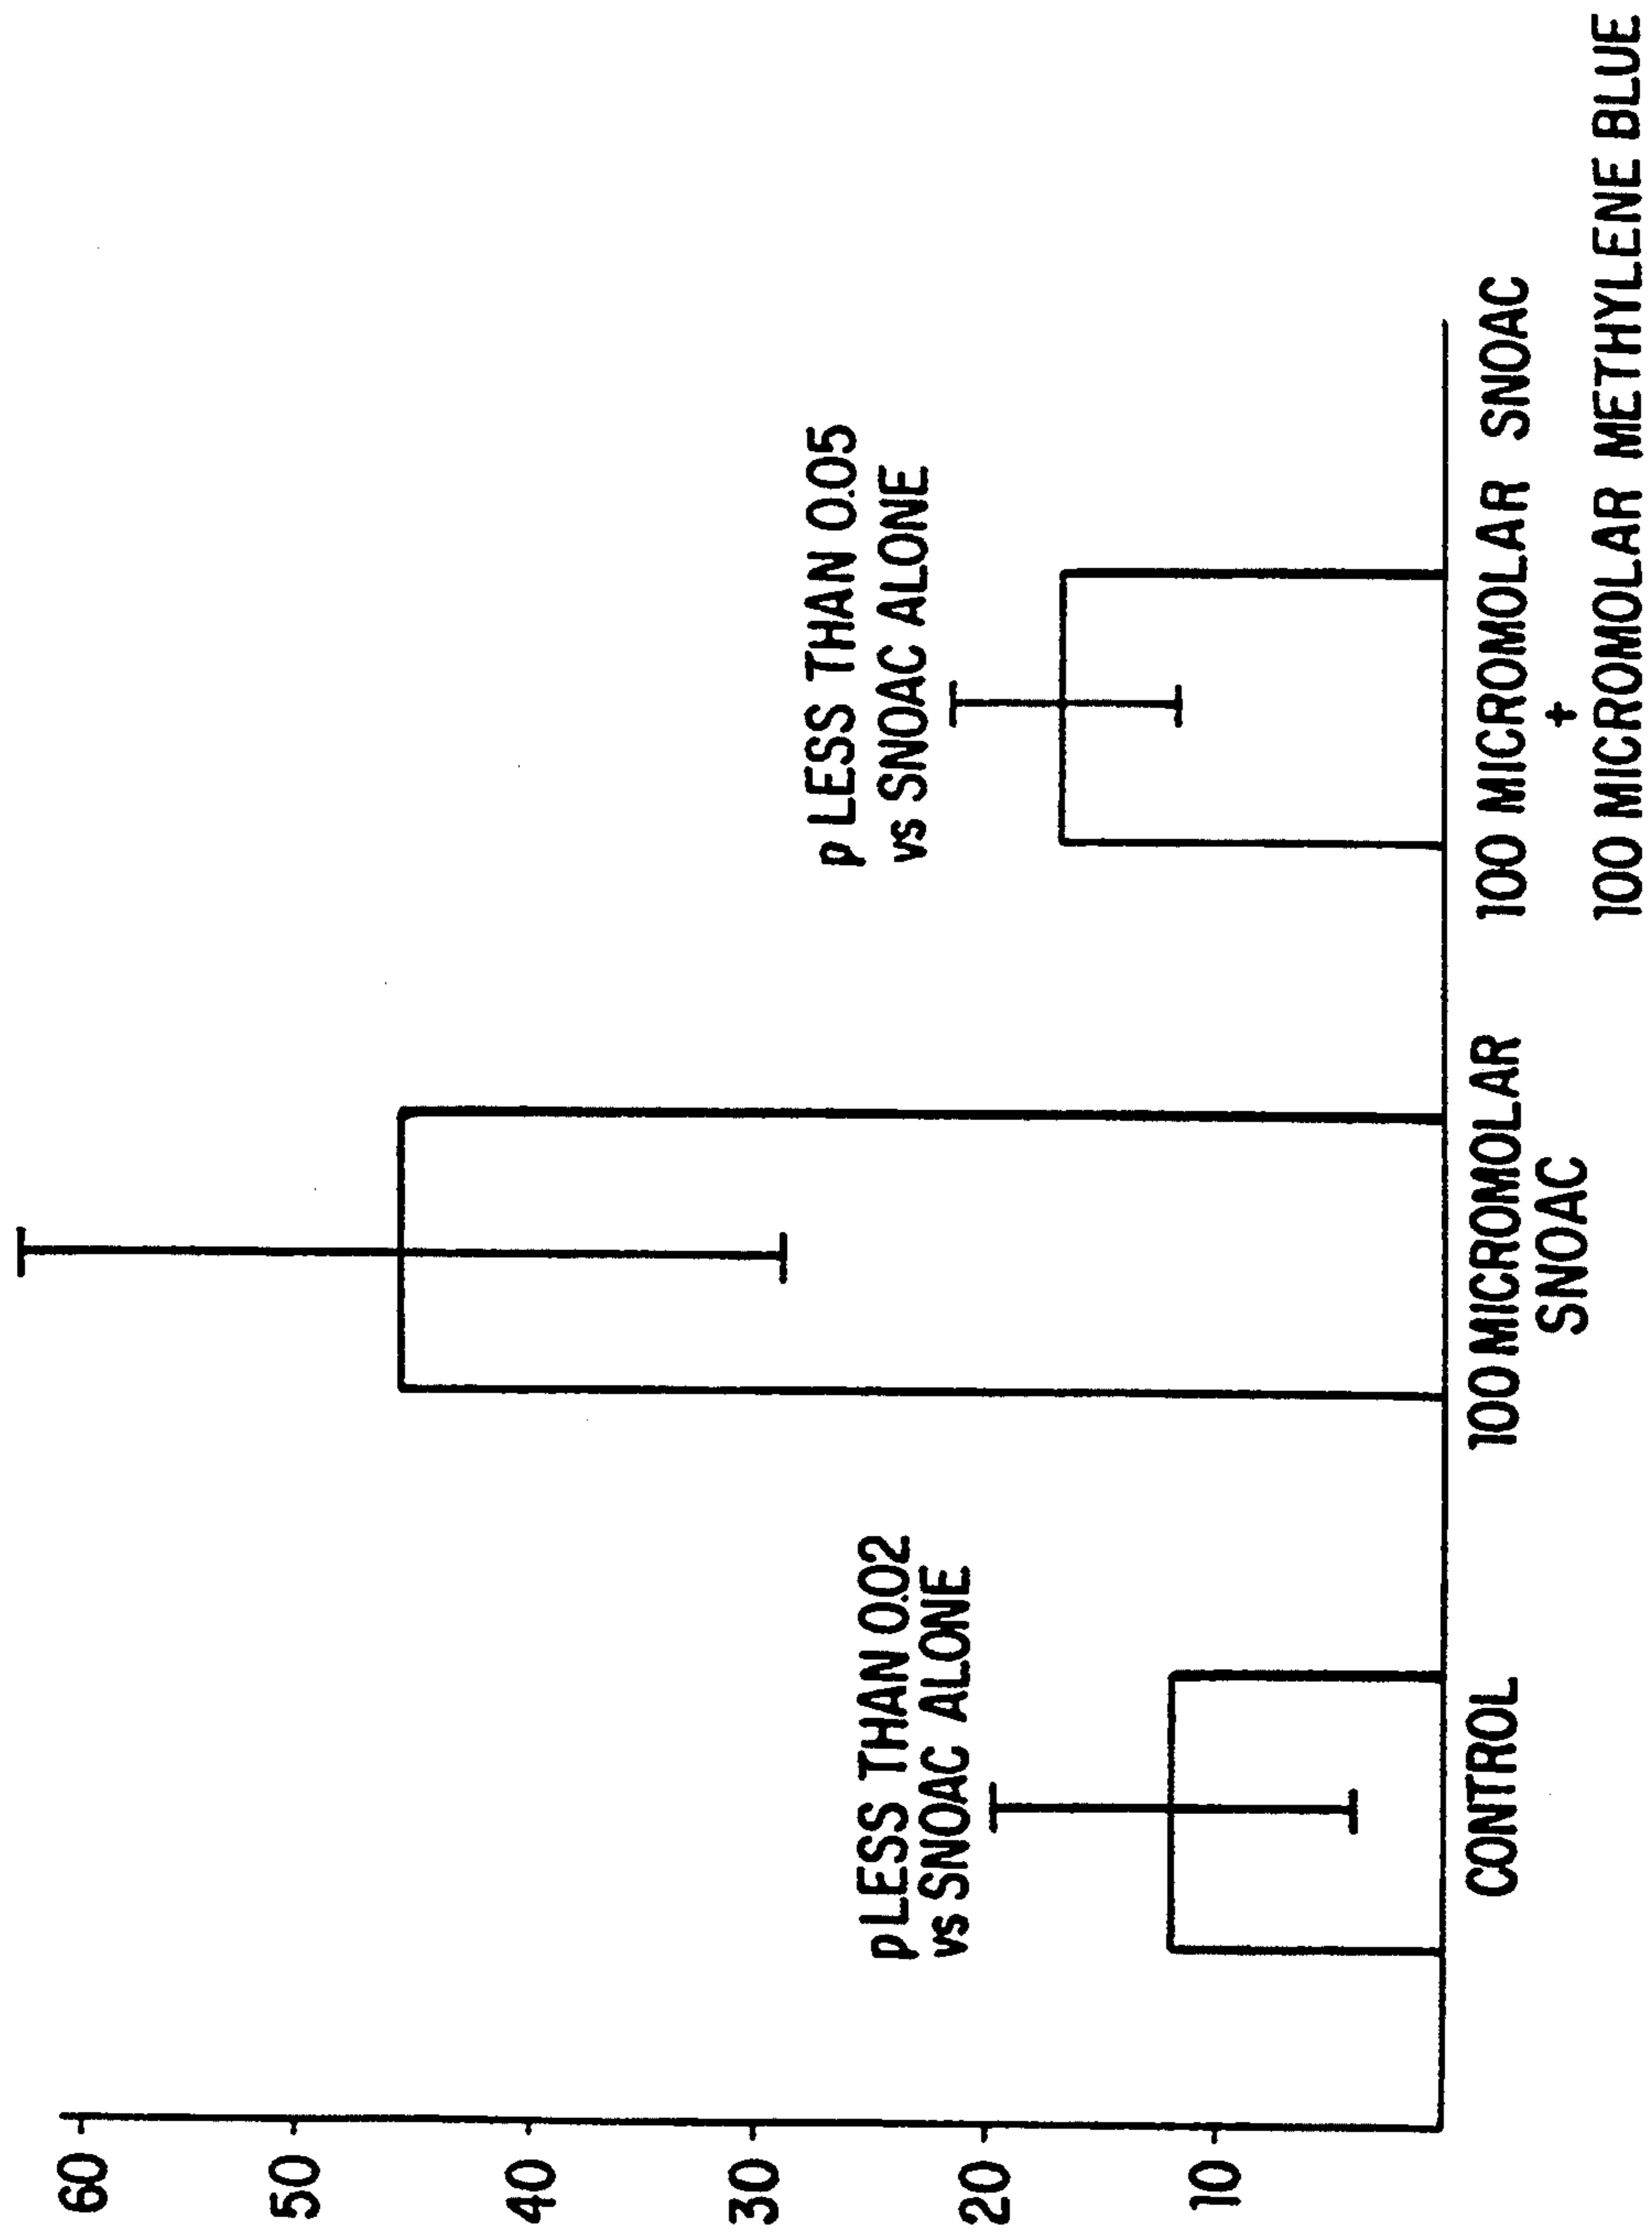 60
50
40
30
20
10
p LESS THAN 0.02
vs SNOAC ALONE
p LESS THAN 0.05
vs SNOAC ALONE
CONTROL
100 MICROMOLAR
SNOAC
100 MICROMOLAR SNOAC
+
100 MICROMOLAR METHYLENE BLUE